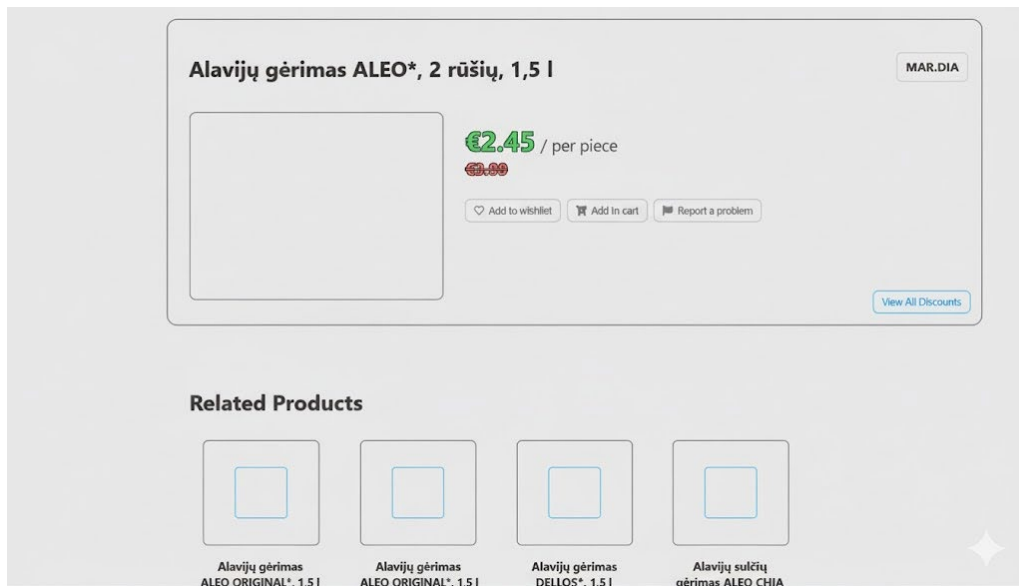 Alavijų gėrimas ALEO*, 2 rūšių, 1,5 l
MAR.DIA
€2.45 / per piece
€3.99
Add to wishliet
Add In cart
Report a problem
View All Discounts
Related Products
Alavijų gėrimas
ALEO ORIGINAL*, 1,5 l
Alavijų gėrimas
ALEO ORIGINAL*, 1,5 l
Alavijų gėrimas
DELLOS*, 1,5 l
Alavijų sulčių
gėrimas ALEO CHIA